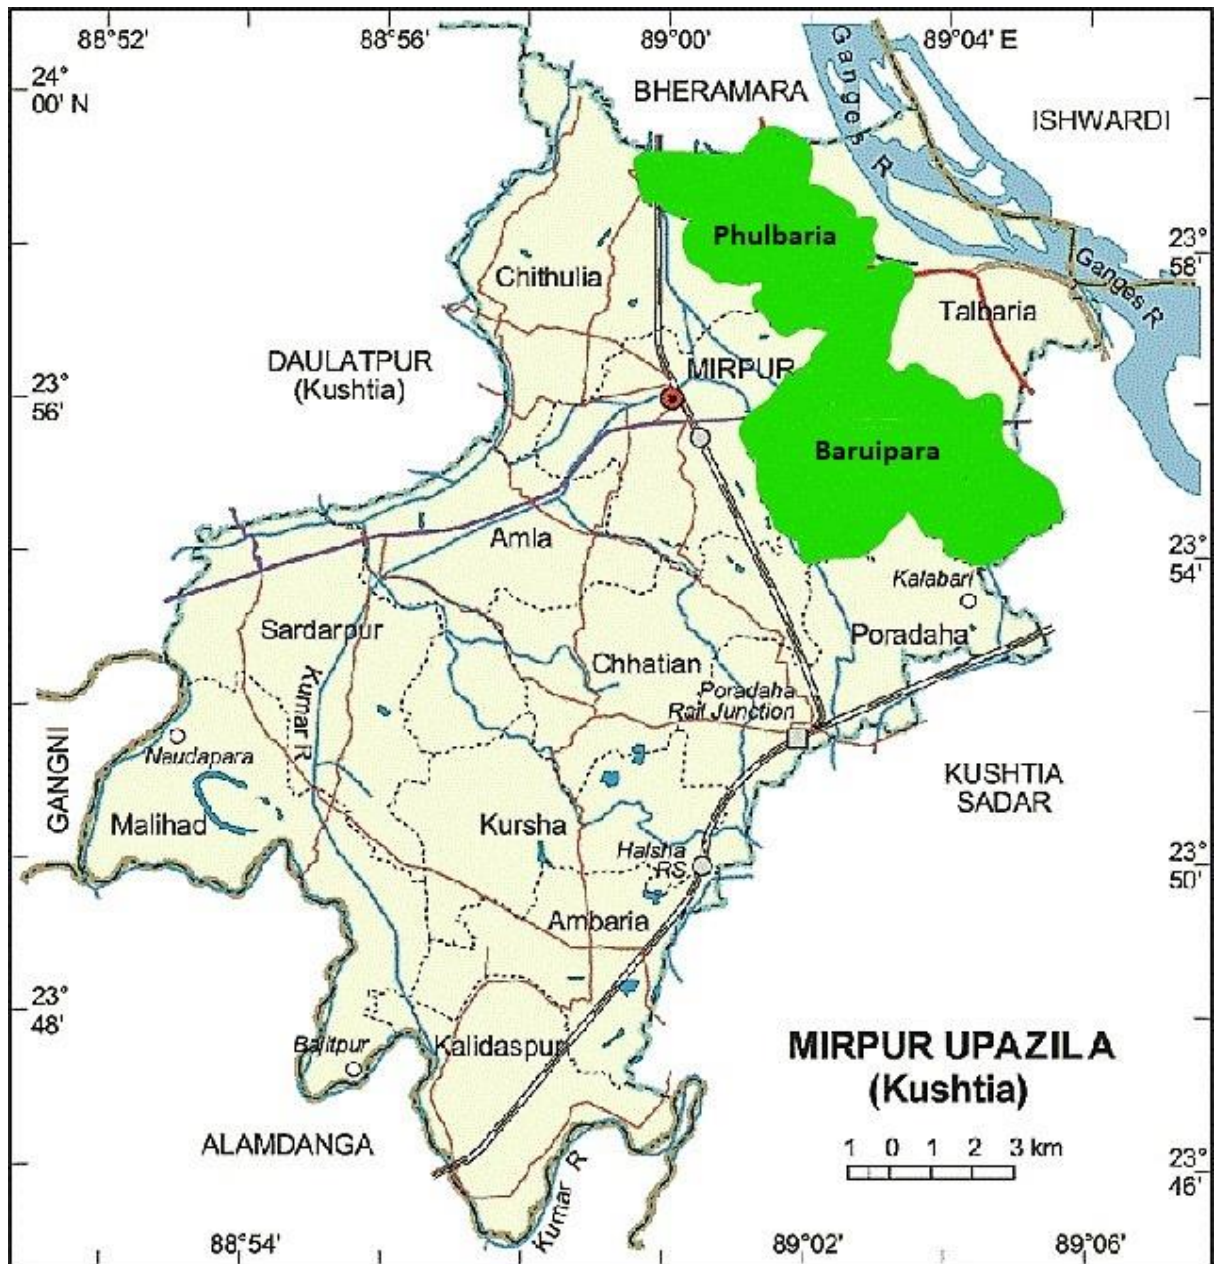 88°52'
88°56'
89°00'
89°04' E
24°
00' N
BHERAMARA
Ganges
R
ISHWARDI
Phulbaria
23°
58'
Ganges R
Chithulia
Talbaria
DAULATPUR
(Kushtia)
MIRPUR
23°
56'
Baruipara
Amla
23°
54'
Kalabari
Sardarpur
Poradaha
Chhatian
Kumar R
Poradaha
Rail Junction
Naudapara
GANGNI
KUSHTIA
SADAR
Malihad
Kursha
Halsha
RS
23°
50'
Ambaria
23°
48'
Balitpur
Kalidaspur
MIRPUR UPAZILA
(Kushtia)
ALAMDANGA
1 0 1 2 3 km
23°
46'
Kumar R
88°54'
89°02'
89°06'